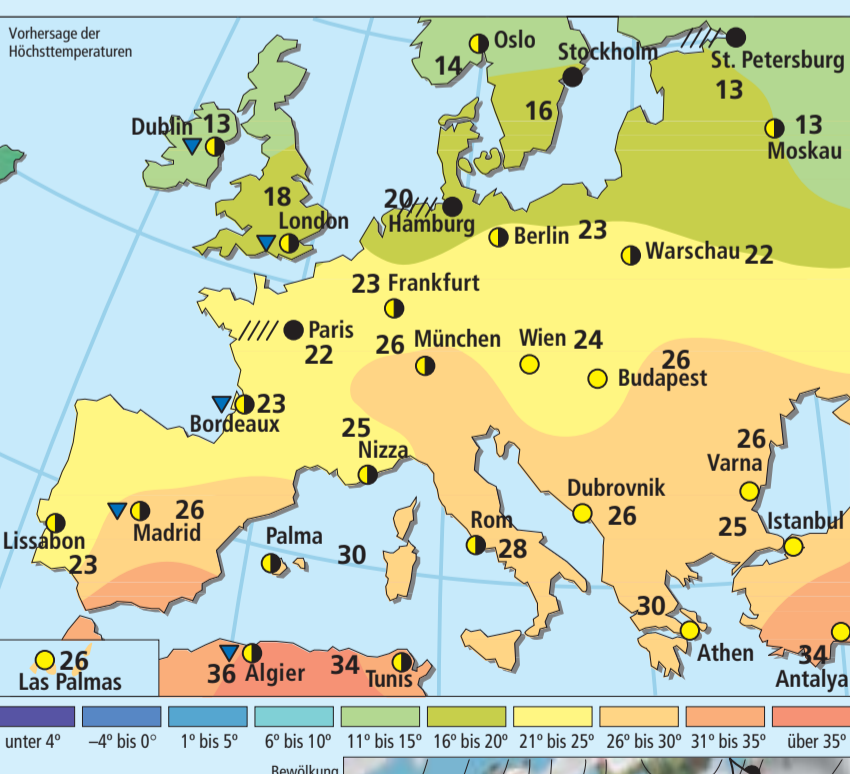 Vorhersage der
Höchsttemperaturen
Oslo
14
Stockholm
16
St. Petersburg
13
13
Moskau
Dublin 13
18
London
20
Hamburg
Berlin 23
Warschau 22
23 Frankfurt
Paris
22
26 München
Wien 24
26
Budapest
23
Bordeaux
25
Nizza
26
Varna
Dubrovnik
26
25 Istanbul
26
Madrid
Lissabon
23
Palma
30
Rom
28
30
Athen
26
Las Palmas
36 Algier
34 Tunis
34
Antalya
unter 4° –4° bis 0° 1° bis 5° 6° bis 10° 11° bis 15° 16° bis 20° 21° bis 25° 26° bis 30° 31° bis 35° über 35°
Bewölkung